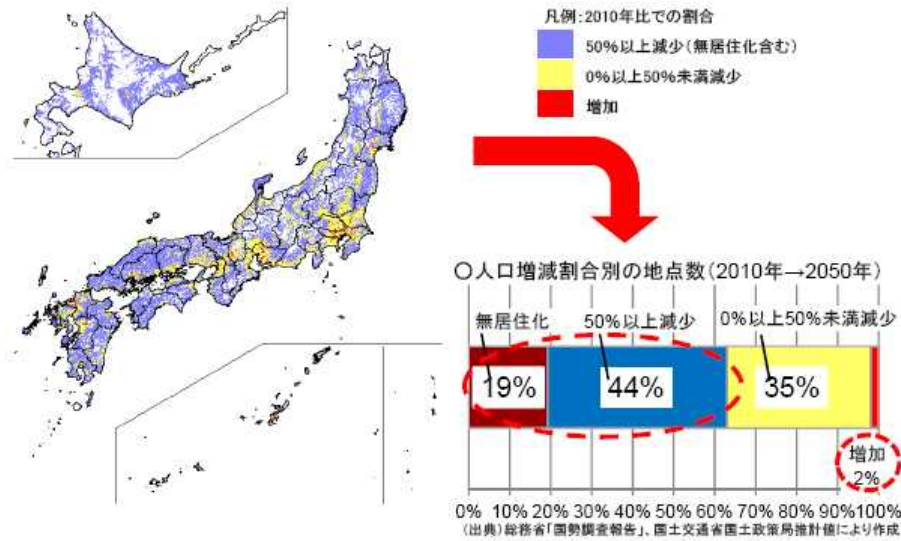 凡例:2010年比での割合
50%以上減少(無居住化含む)
0%以上50%未満減少
増加
○人口増減割合別の地点数(2010年→2050年)
無居住化
50%以上減少
0%以上50%未満減少
19%
44%
35%
増加
2%
0% 10% 20% 30% 40% 50% 60% 70% 80% 90%100%
(出典)総務省「国勢調査報告」、国土交通省国土政策局推計値により作成